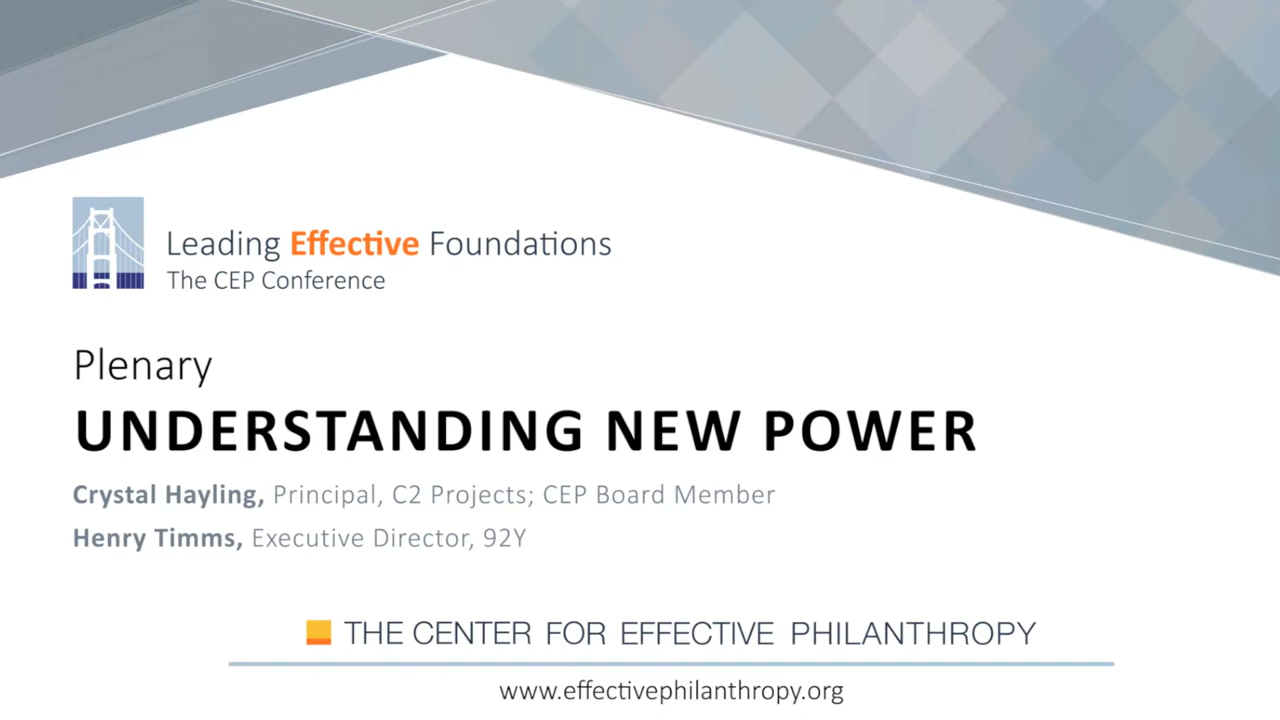 Leading Effective Foundations
The CEP Conference
Plenary
UNDERSTANDING NEW POWER
Crystal Hayling, Principal, C2 Projects; CEP Board Member
Henry Timms, Executive Director, 92Y
THE CENTER FOR EFFECTIVE PHILANTHROPY
www.effectivephilanthropy.org